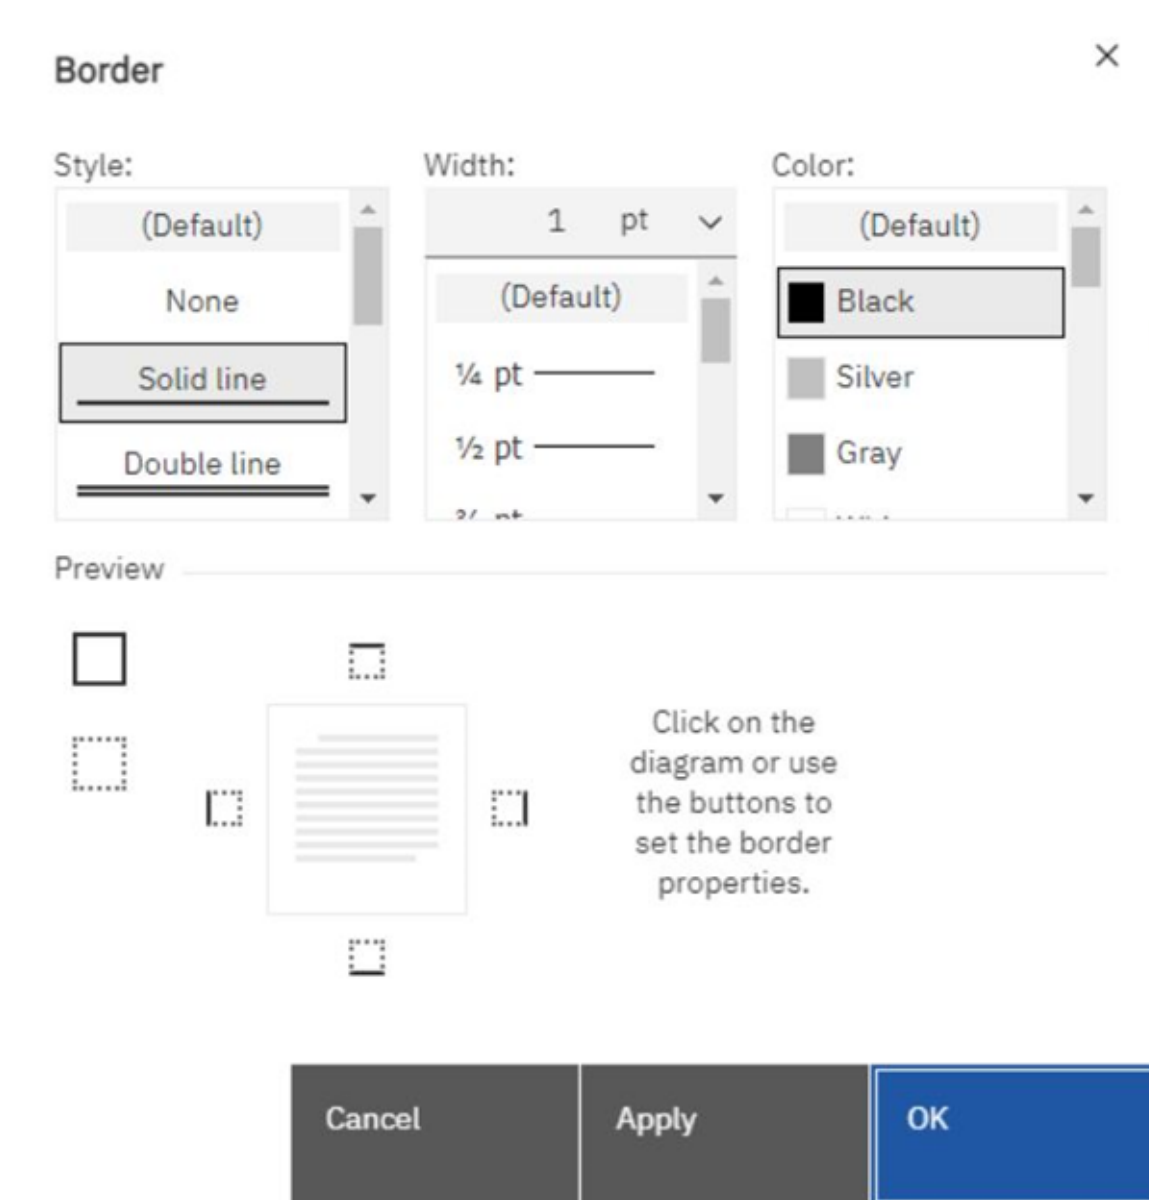 Border
Style:
Width:
Color:
(Default)
None
Solid line
Double line
1 pt
(Default)
¼ pt
½ pt
(Default)
Black
Silver
Gray
Preview
Click on the
diagram or use
the buttons to
set the border
properties.
Cancel
Apply
OK